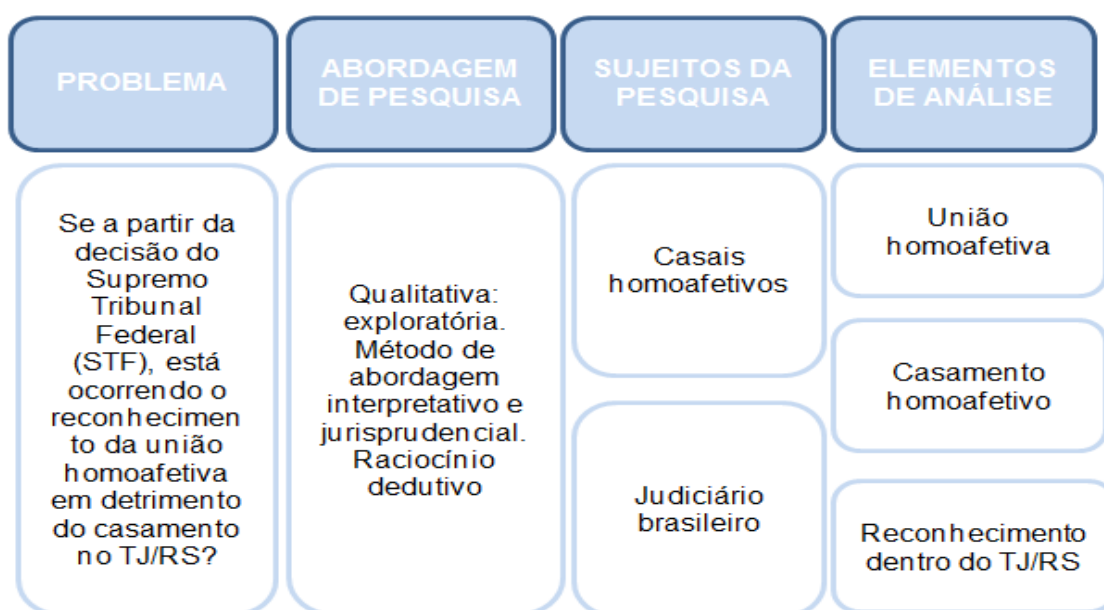 PROBLEMA
Se a partir da
decisão do
Supremo
Tribunal
Federal
(STF), está
ocorrendo o
reconhecimen
to da união
homoafetiva
em detrimento
do casamento
no TJ/RS?
ABORDAGEM
DE PESQUISA
Qualitativa:
exploratória.
Método de
abordagem
interpretativo e
jurisprudencial.
Raciocínio
dedutivo
SUJEITOS DA
PESQUISA
Casais
homoafetivos
Judiciário
brasileiro
ELEMENTOS
DE ANÁLISE
União
homoafetiva
Casamento
homoafetivo
Reconhecimento
dentro do TJ/RS